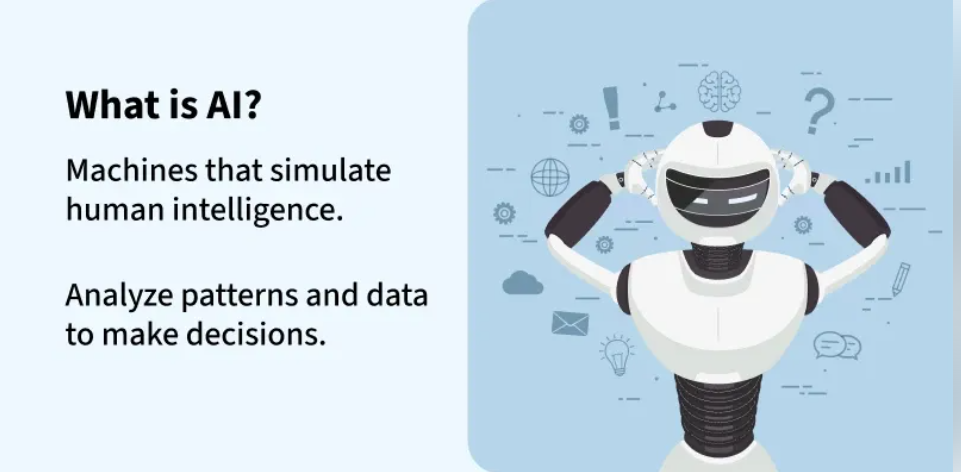 What is AI?
Machines that simulate
human intelligence.
Analyze patterns and data
to make decisions.